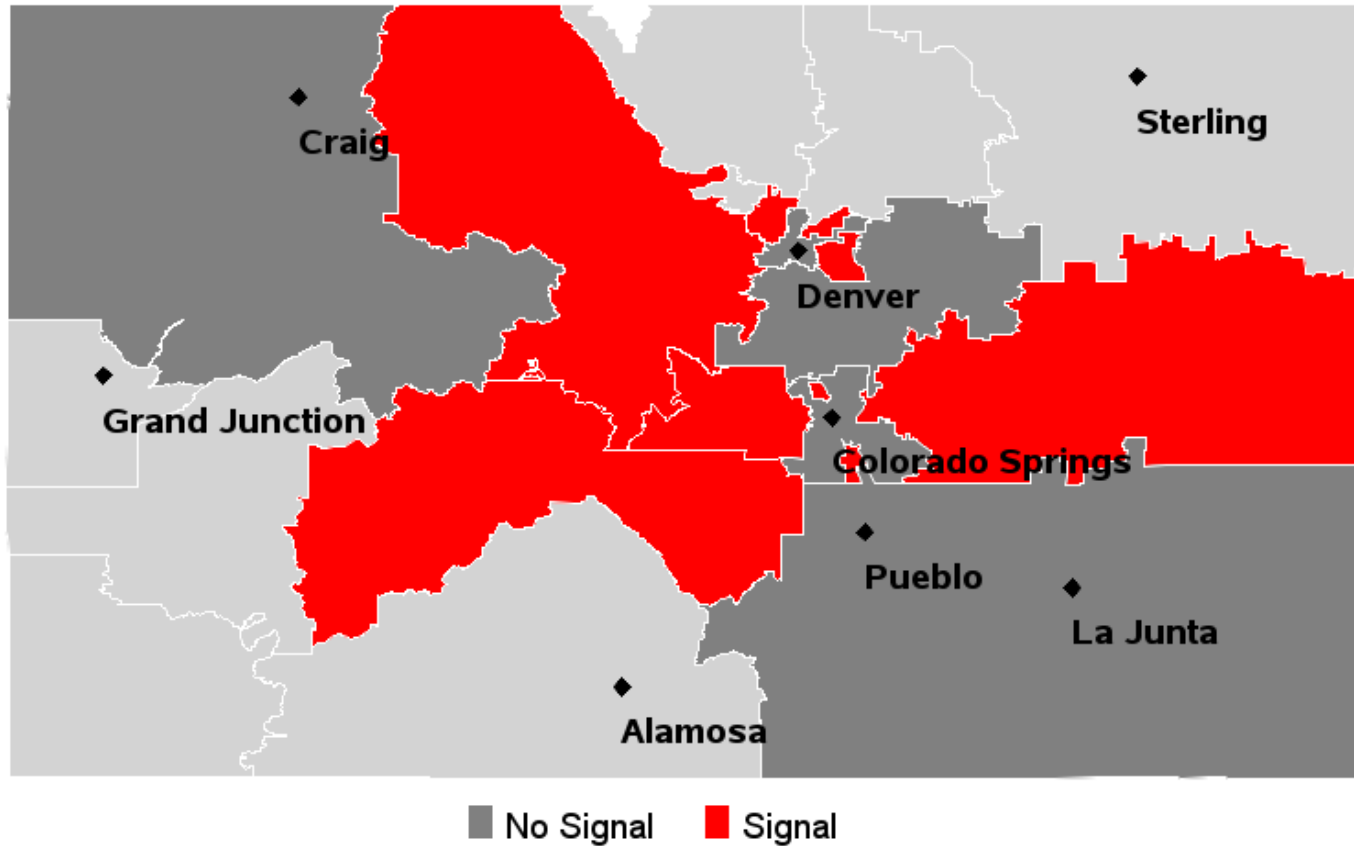 Craig
Sterling
Denver
Grand Junction
Colorado Springs
Pueblo
La Junta
Alamosa
No Signal
Signal